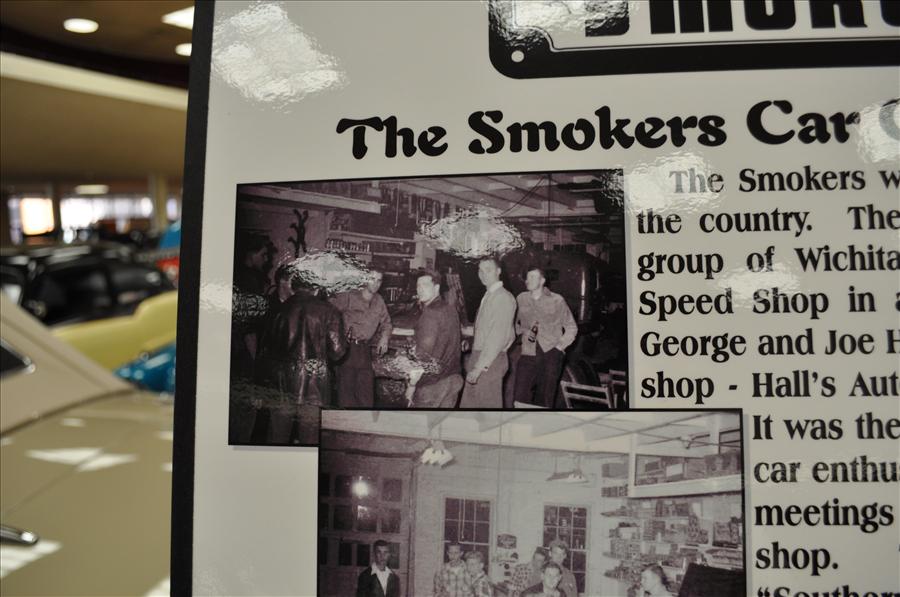 The Smokers Car
The Smokers
the country. The
group of Wichita
Speed Shop in
George and Joe H
shop - Hall's Aut
It was the
car enthu
meetings
shop.
"Southern